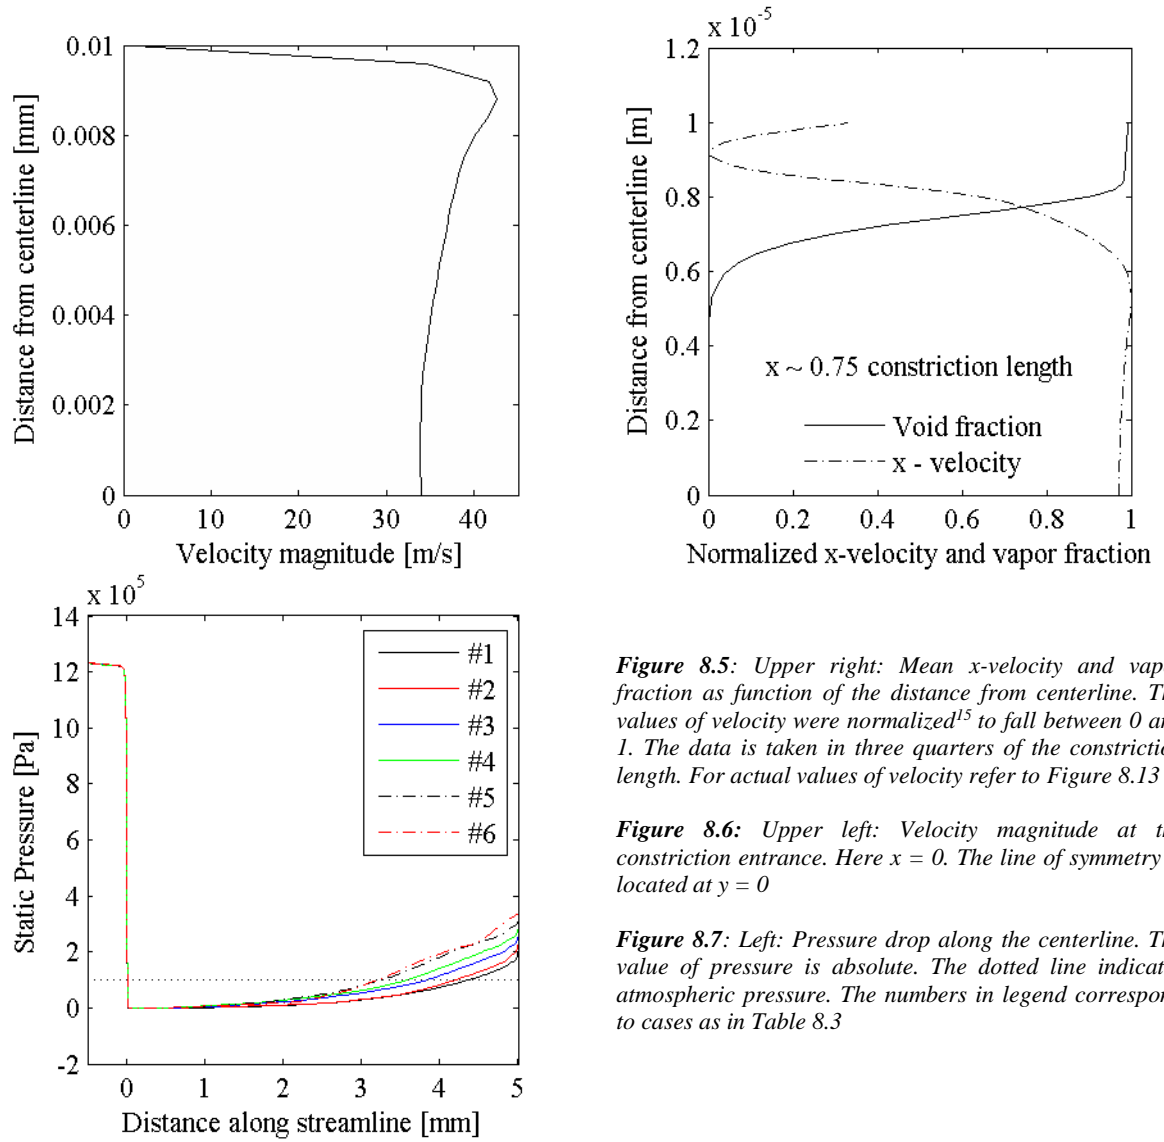 0.01
0.008
0.006
0.004
0.002
0
Distance from centerline [mm]
0 10 20 30 40
Velocity magnitude [m/s]
x 10^-5
1.2
1
0.8
0.6
0.4
0.2
0
Distance from centerline [m]
x ~ 0.75 constriction length
Void fraction
x - velocity
0 0.2 0.4 0.6 0.8 1
Normalized x-velocity and vapor fraction
x 10^5
14
12
10
8
6
4
2
0
-2
Static Pressure [Pa]
#1
#2
#3
#4
#5
#6
0 1 2 3 4 5
Distance along streamline [mm]
Figure 8.5: Upper right: Mean x-velocity and vap
fraction as function of the distance from centerline. Th
values of velocity were normalized15 to fall between 0 an
1. The data is taken in three quarters of the constrictio
length. For actual values of velocity refer to Figure 8.13
Figure 8.6: Upper left: Velocity magnitude at th
constriction entrance. Here x = 0. The line of symmetry
located at y = 0
Figure 8.7: Left: Pressure drop along the centerline. Th
value of pressure is absolute. The dotted line indicat
atmospheric pressure. The numbers in legend correspon
to cases as in Table 8.3